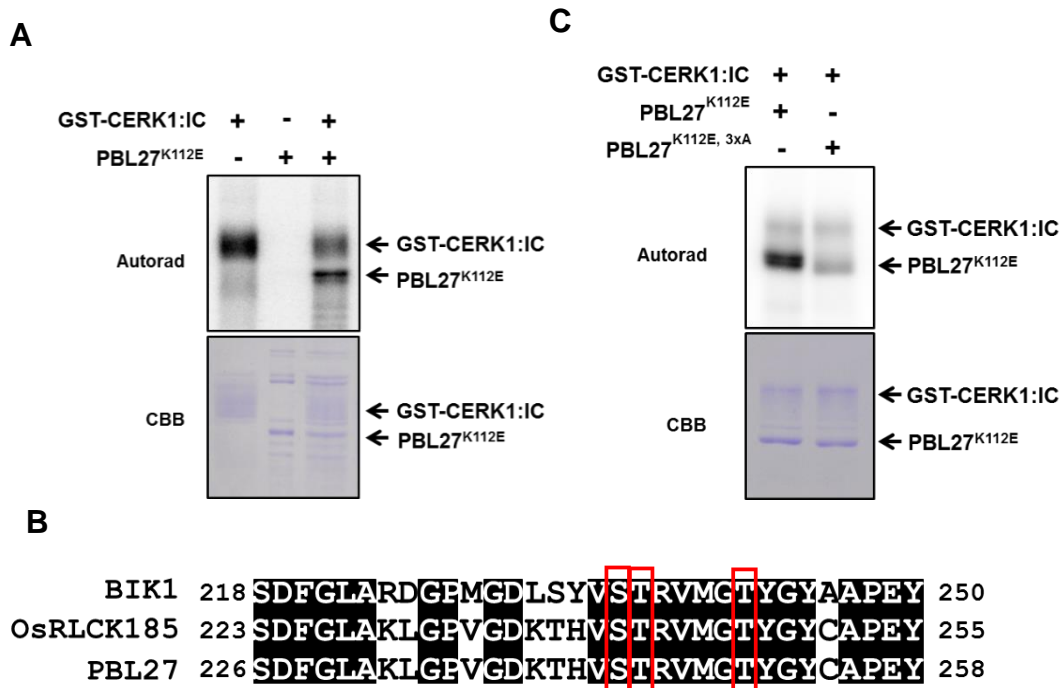 A
GST-CERK1:IC + - +
PBL27K112E - + +
Autorad
GST-CERK1:IC
PBL27K112E
CBB
GST-CERK1:IC
PBL27K112E
C
GST-CERK1:IC + +
PBL27K112E + -
PBL27K112E, 3xA - +
Autorad
GST-CERK1:IC
PBL27K112E
CBB
GST-CERK1:IC
PBL27K112E
B
BIK1 218 SDFGLARDGPMGDLSYVSTRVMGTYGYAAPEY 250
OsRLCK185 223 SDFGLAKLGPVGDKTHVSTRVMGTYGYCAPEY 255
PBL27 226 SDFGLAKLGPVGDKTHVSTRVMGTYGYCAPEY 258